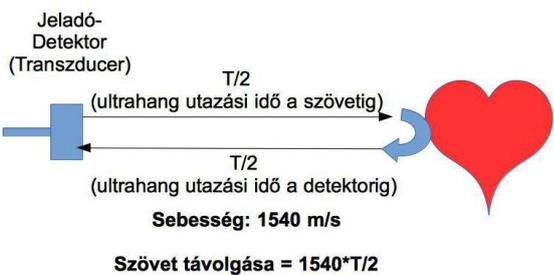 Jeladó-
Detektor
(Transzducer)
T/2
(ultrahang utazási idő a szövetig)
T/2
(ultrahang utazási idő a detektorig)
Sebesség: 1540 m/s
Szövet távolgása = 1540*T/2